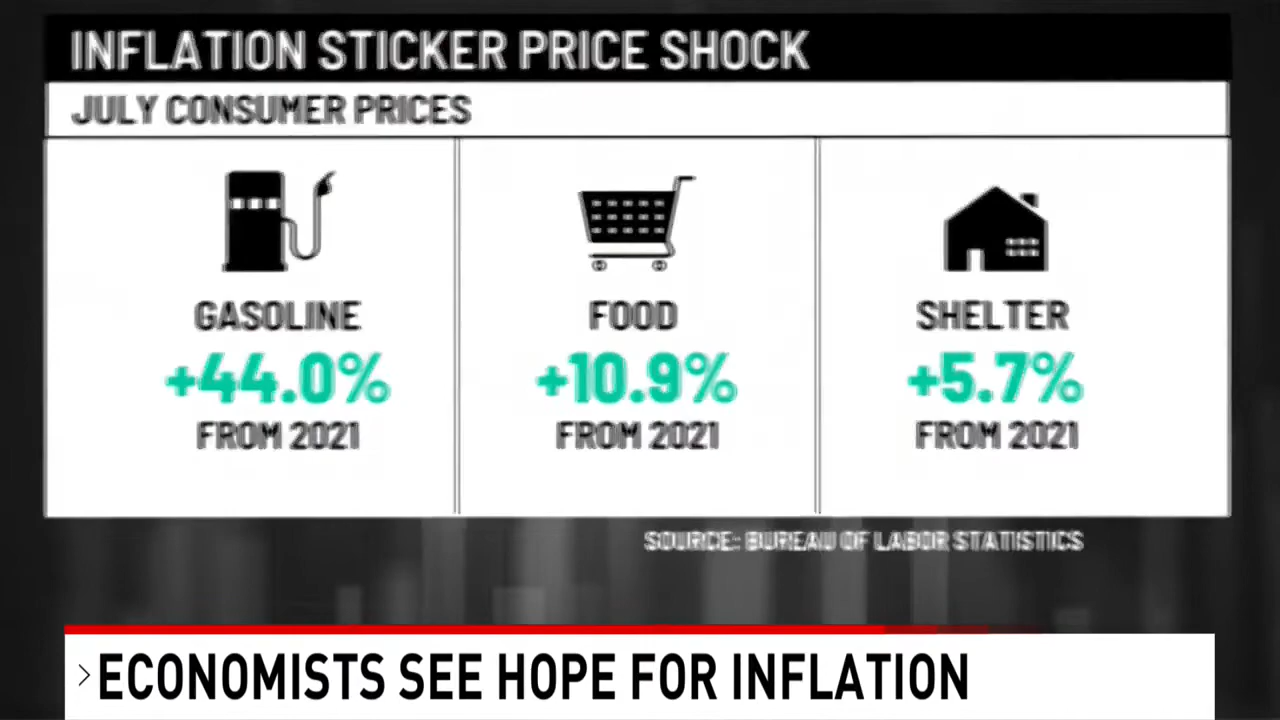 INFLATION STICKER PRICE SHOCK
JULY CONSUMER PRICES
GASOLINE
+44.0%
FROM 2021
FOOD
+10.9%
FROM 2021
SHELTER
+5.7%
FROM 2021
SOURCE: BUREAU OF LABOR STATISTICS
>ECONOMISTS SEE HOPE FOR INFLATION